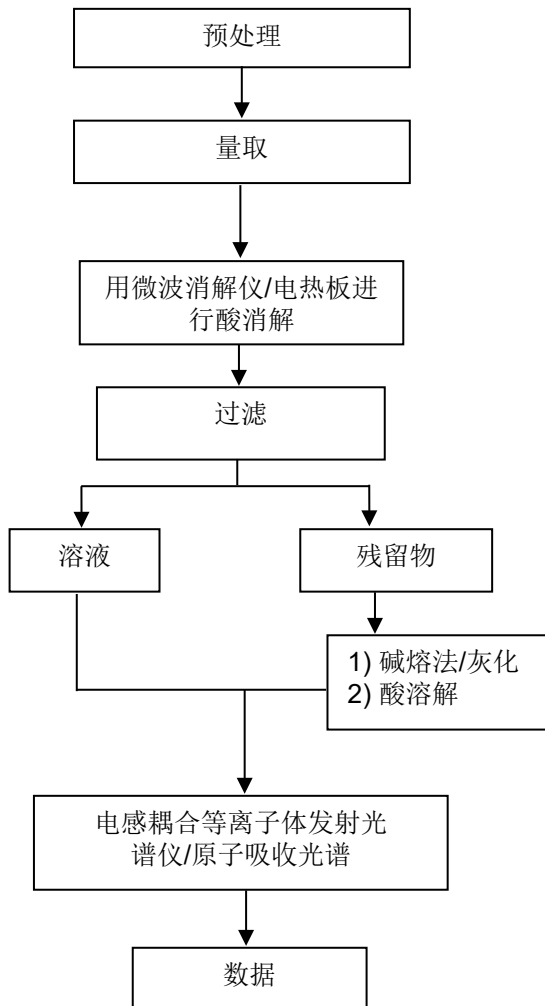 预处理
量取
用微波消解仪/电热板进
行酸消解
过滤
溶液
残留物
1) 碱熔法/灰化
2) 酸溶解
电感耦合等离子体发射光
谱仪/原子吸收光谱
数据